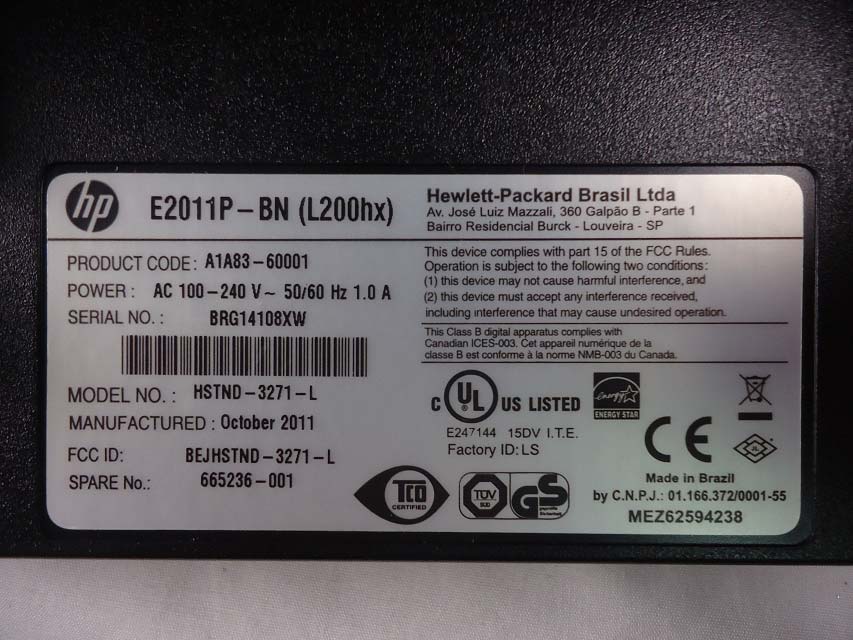 hp
E2011P-BN (L200hx)
Hewlett-Packard Brasil Ltda
Av. José Luiz Mazzali, 360 Galpão B - Parte 1
Bairro Residencial Burck - Louveira - SP
PRODUCT CODE: A1A83-60001
POWER: AC 100-240 V~ 50/60 Hz 1.0 A
SERIAL NO.: BRG14108XW
MODEL NO.: HSTND-3271-L
MANUFACTURED: October 2011
FCC ID: BEJHSTND-3271-L
SPARE No.: 665236-001
This device complies with part 15 of the FCC Rules.
Operation is subject to the following two conditions:
(1) this device may not cause harmful interference, and
(2) this device must accept any interference received,
including interference that may cause undesired operation.
This Class B digital apparatus complies with
Canadian ICES-003. Cet appareil numérique de la
classe B est conforme à la norme NMB-003 du Canada.
C UL US LISTED
E247144 15DV I.T.E.
Factory ID: LS
energy
ENERGY STAR
CE
TCO
CERTIFIED
TÜV
SÜD
GS
geprüfte
Sicherheit
Made in Brazil
by C.N.P.J.: 01.166.372/0001-55
MEZ62594238